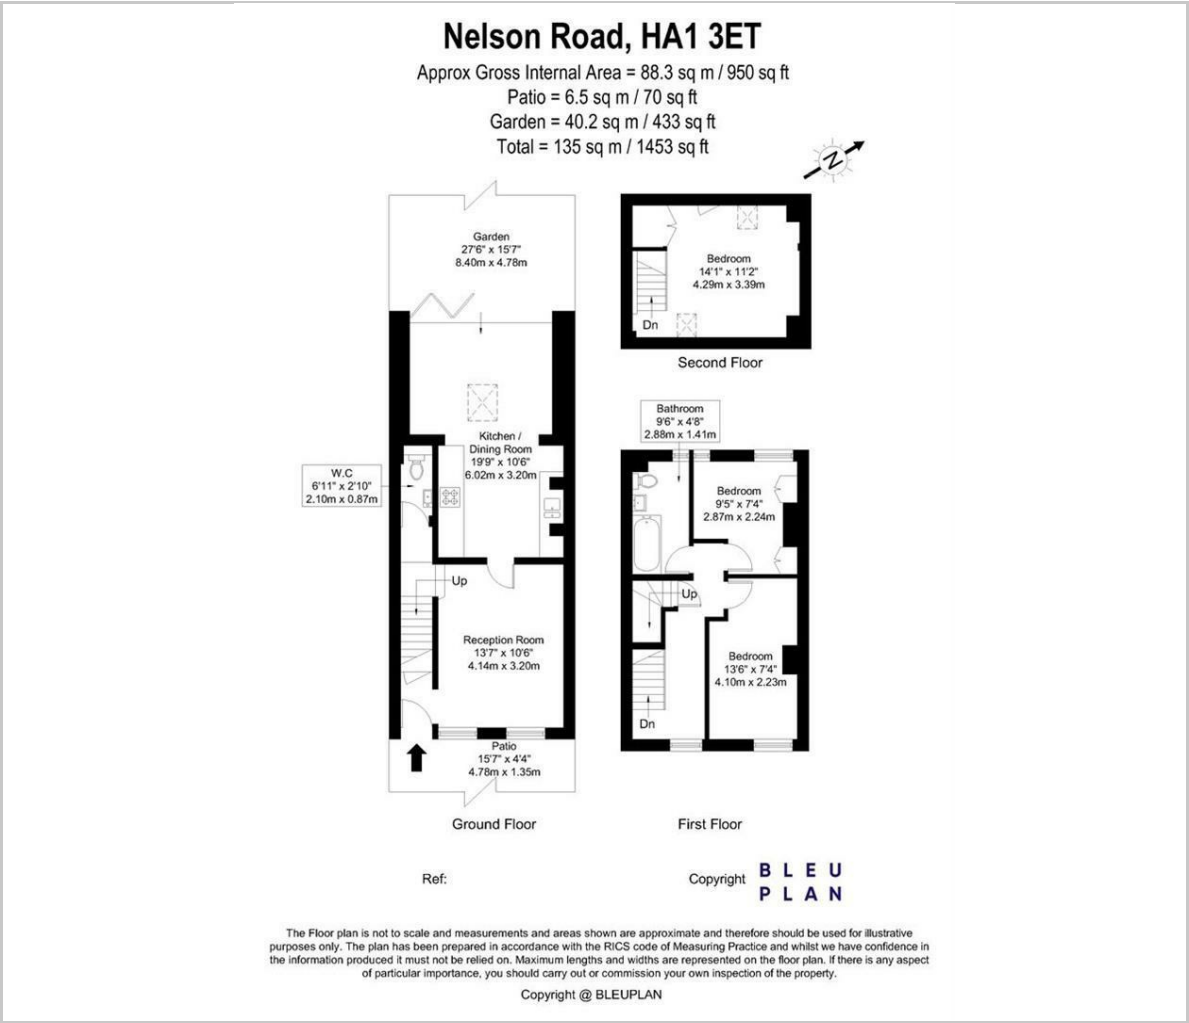 Nelson Road, HA1 3ET
Approx Gross Internal Area = 88.3 sq m / 950 sq ft
Patio = 6.5 sq m / 70 sq ft
Garden = 40.2 sq m / 433 sq ft
Total = 135 sq m / 1453 sq ft
N
Garden
27'6" x 15'7"
8.40m x 4.78m
Kitchen /
Dining Room
19'9" x 10'6"
6.02m x 3.20m
W.C
6'11" x 2'10"
2.10m x 0.87m
Up
Reception Room
13'7" x 10'6"
4.14m x 3.20m
Patio
15'7" x 4'4"
4.78m x 1.35m
Ground Floor
Bedroom
14'1" x 11'2"
4.29m x 3.39m
Dn
Second Floor
Bathroom
9'6" x 4'8"
2.88m x 1.41m
Bedroom
9'5" x 7'4"
2.87m x 2.24m
Up
Bedroom
13'6" x 7'4"
4.10m x 2.23m
Dn
First Floor
Ref:
Copyright
BLEU
PLAN
The Floor plan is not to scale and measurements and areas shown are approximate and therefore should be used for illustrative
purposes only. The plan has been prepared in accordance with the RICS code of Measuring Practice and whilst we have confidence in
the information produced it must not be relied on. Maximum lengths and widths are represented on the floor plan. If there is any aspect
of particular importance, you should carry out or commission your own inspection of the property.
Copyright @ BLEUPLAN